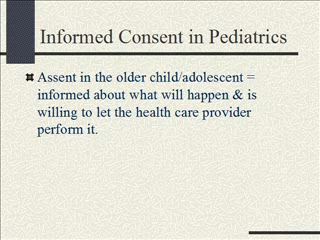 Informed Consent in Pediatrics
Assent in the older child/adolescent =
informed about what will happen & is
willing to let the health care provider
perform it.